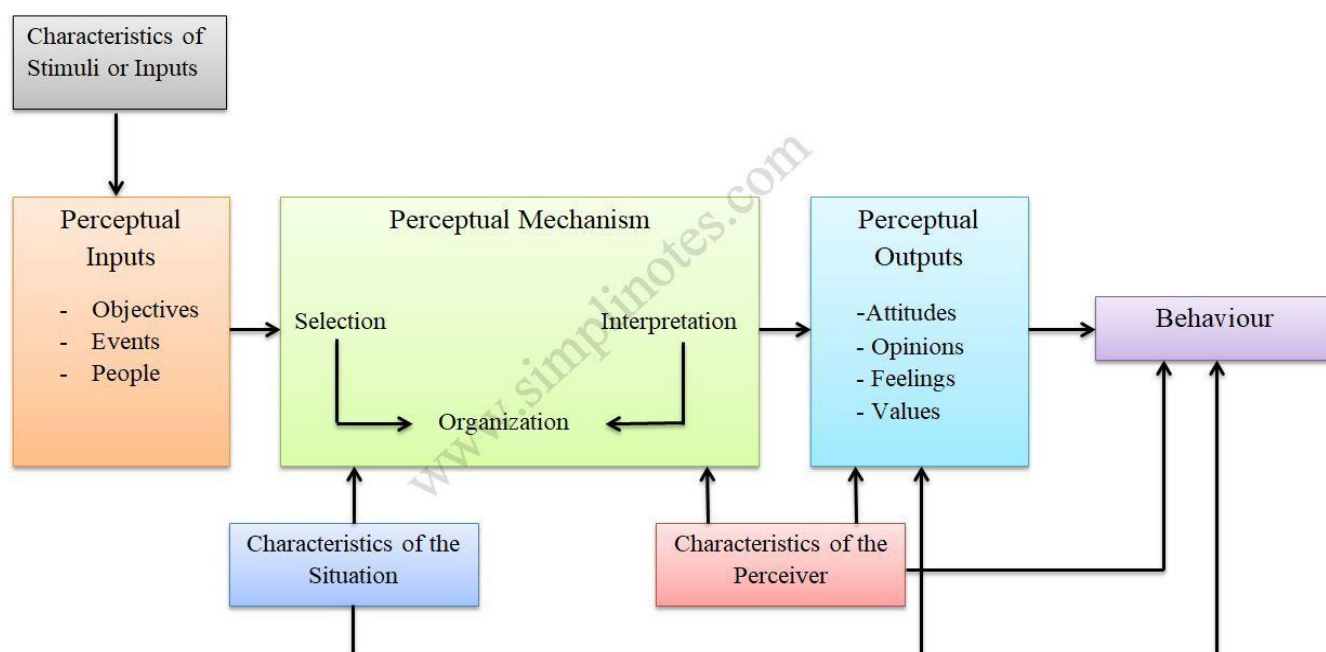 Characteristics of
Stimuli or Inputs
Perceptual
Inputs
- Objectives
- Events
- People
Perceptual Mechanism
Selection
Interpretation
Organization
Perceptual
Outputs
-Attitudes
- Opinions
- Feelings
- Values
Behaviour
Characteristics of the
Situation
Characteristics of the
Perceiver
www.simplinotes.com